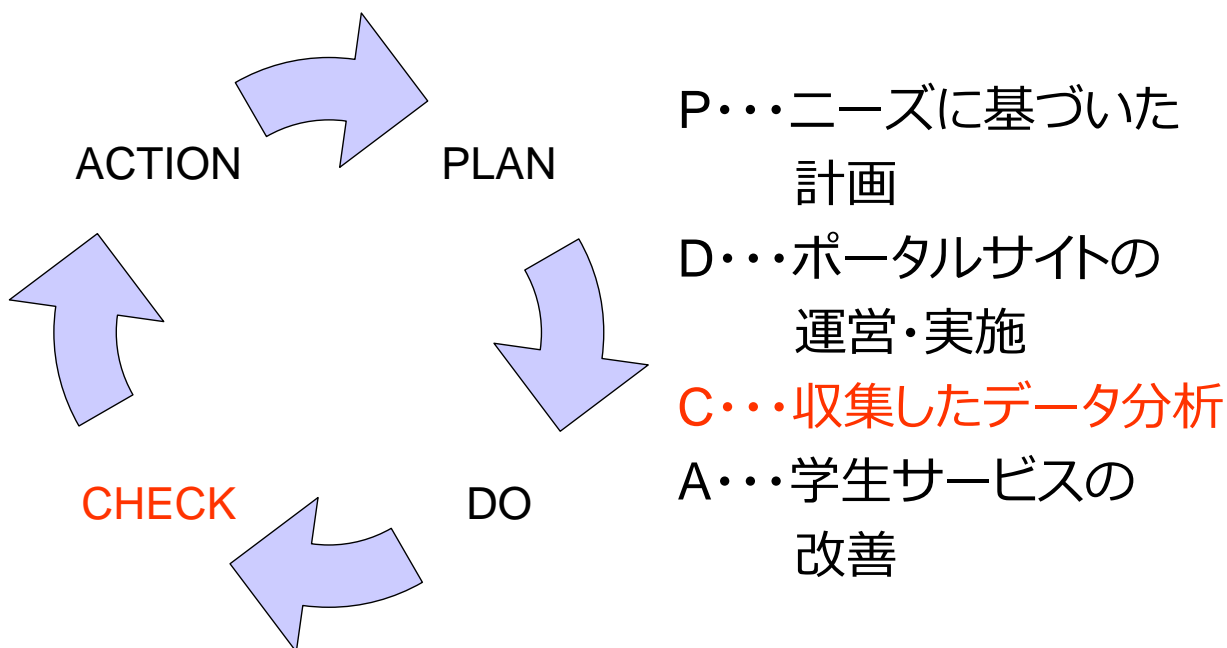 ACTION
PLAN
CHECK
DO
P・・・ニーズに基づいた
計画
D・・・ポータルサイトの
運営・実施
C・・・収集したデータ分析
A・・・学生サービスの
改善